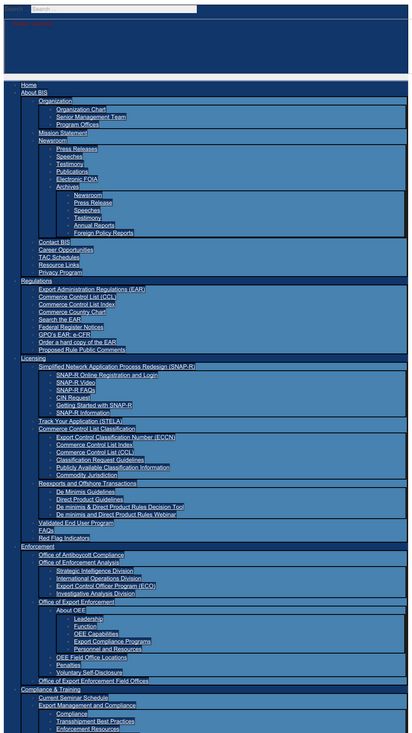 Search ...
Home
About BIS
Organization
Organization Chart
Senior Management Team
Program Offices
Mission Statement
Newsroom
Press Releases
Speeches
Testimony
Publications
Electronic FOIA
Archives
Newsroom
Press Release
Speeches
Testimony
Annual Reports
Foreign Policy Reports
Contact BIS
Career Opportunities
TAC Schedules
Resource Links
Privacy Program
Regulations
Export Administration Regulations (EAR)
Commerce Control List (CCL)
Commerce Control List Index
Commerce Country Chart
Search the EAR
Federal Register Notices
GPO's EAR: e-CFR
Order a hard copy of the EAR
Proposed Rule Public Comments
Licensing
Simplified Network Application Process Redesign (SNAP-R)
SNAP-R Online Registration and Login
SNAP-R Video
SNAP-R FAQs
CIN Request
Getting Started with SNAP-R
SNAP-R Information
Track Your Application (STELA)
Commerce Control List Classification
Export Control Classification Number (ECCN)
Commerce Control List Index
Commerce Control List (CCL)
Classification Request Guidelines
Publicly Available Classification Information
Commodity Jurisdiction
Reexports and Offshore Transactions
De Minimis Guidelines
Direct Product Guidelines
De minimis & Direct Product Rules Decision Tool
De minimis and Direct Product Rules Webinar
Validated End User Program
FAQs
Red Flag Indicators
Enforcement
Office of Antiboycott Compliance
Office of Enforcement Analysis
Strategic Intelligence Division
International Operations Division
Export Control Officer Program (ECO)
Investigative Analysis Division
Office of Export Enforcement
About OEE
Leadership
Function
OEE Capabilities
Export Compliance Programs
Personnel and Resources
OEE Field Office Locations
Penalties
Voluntary Self-Disclosure
Office of Export Enforcement Field Offices
Compliance & Training
Current Seminar Schedule
Export Management and Compliance
Compliance
Transshipment Best Practices
Enforcement Resources